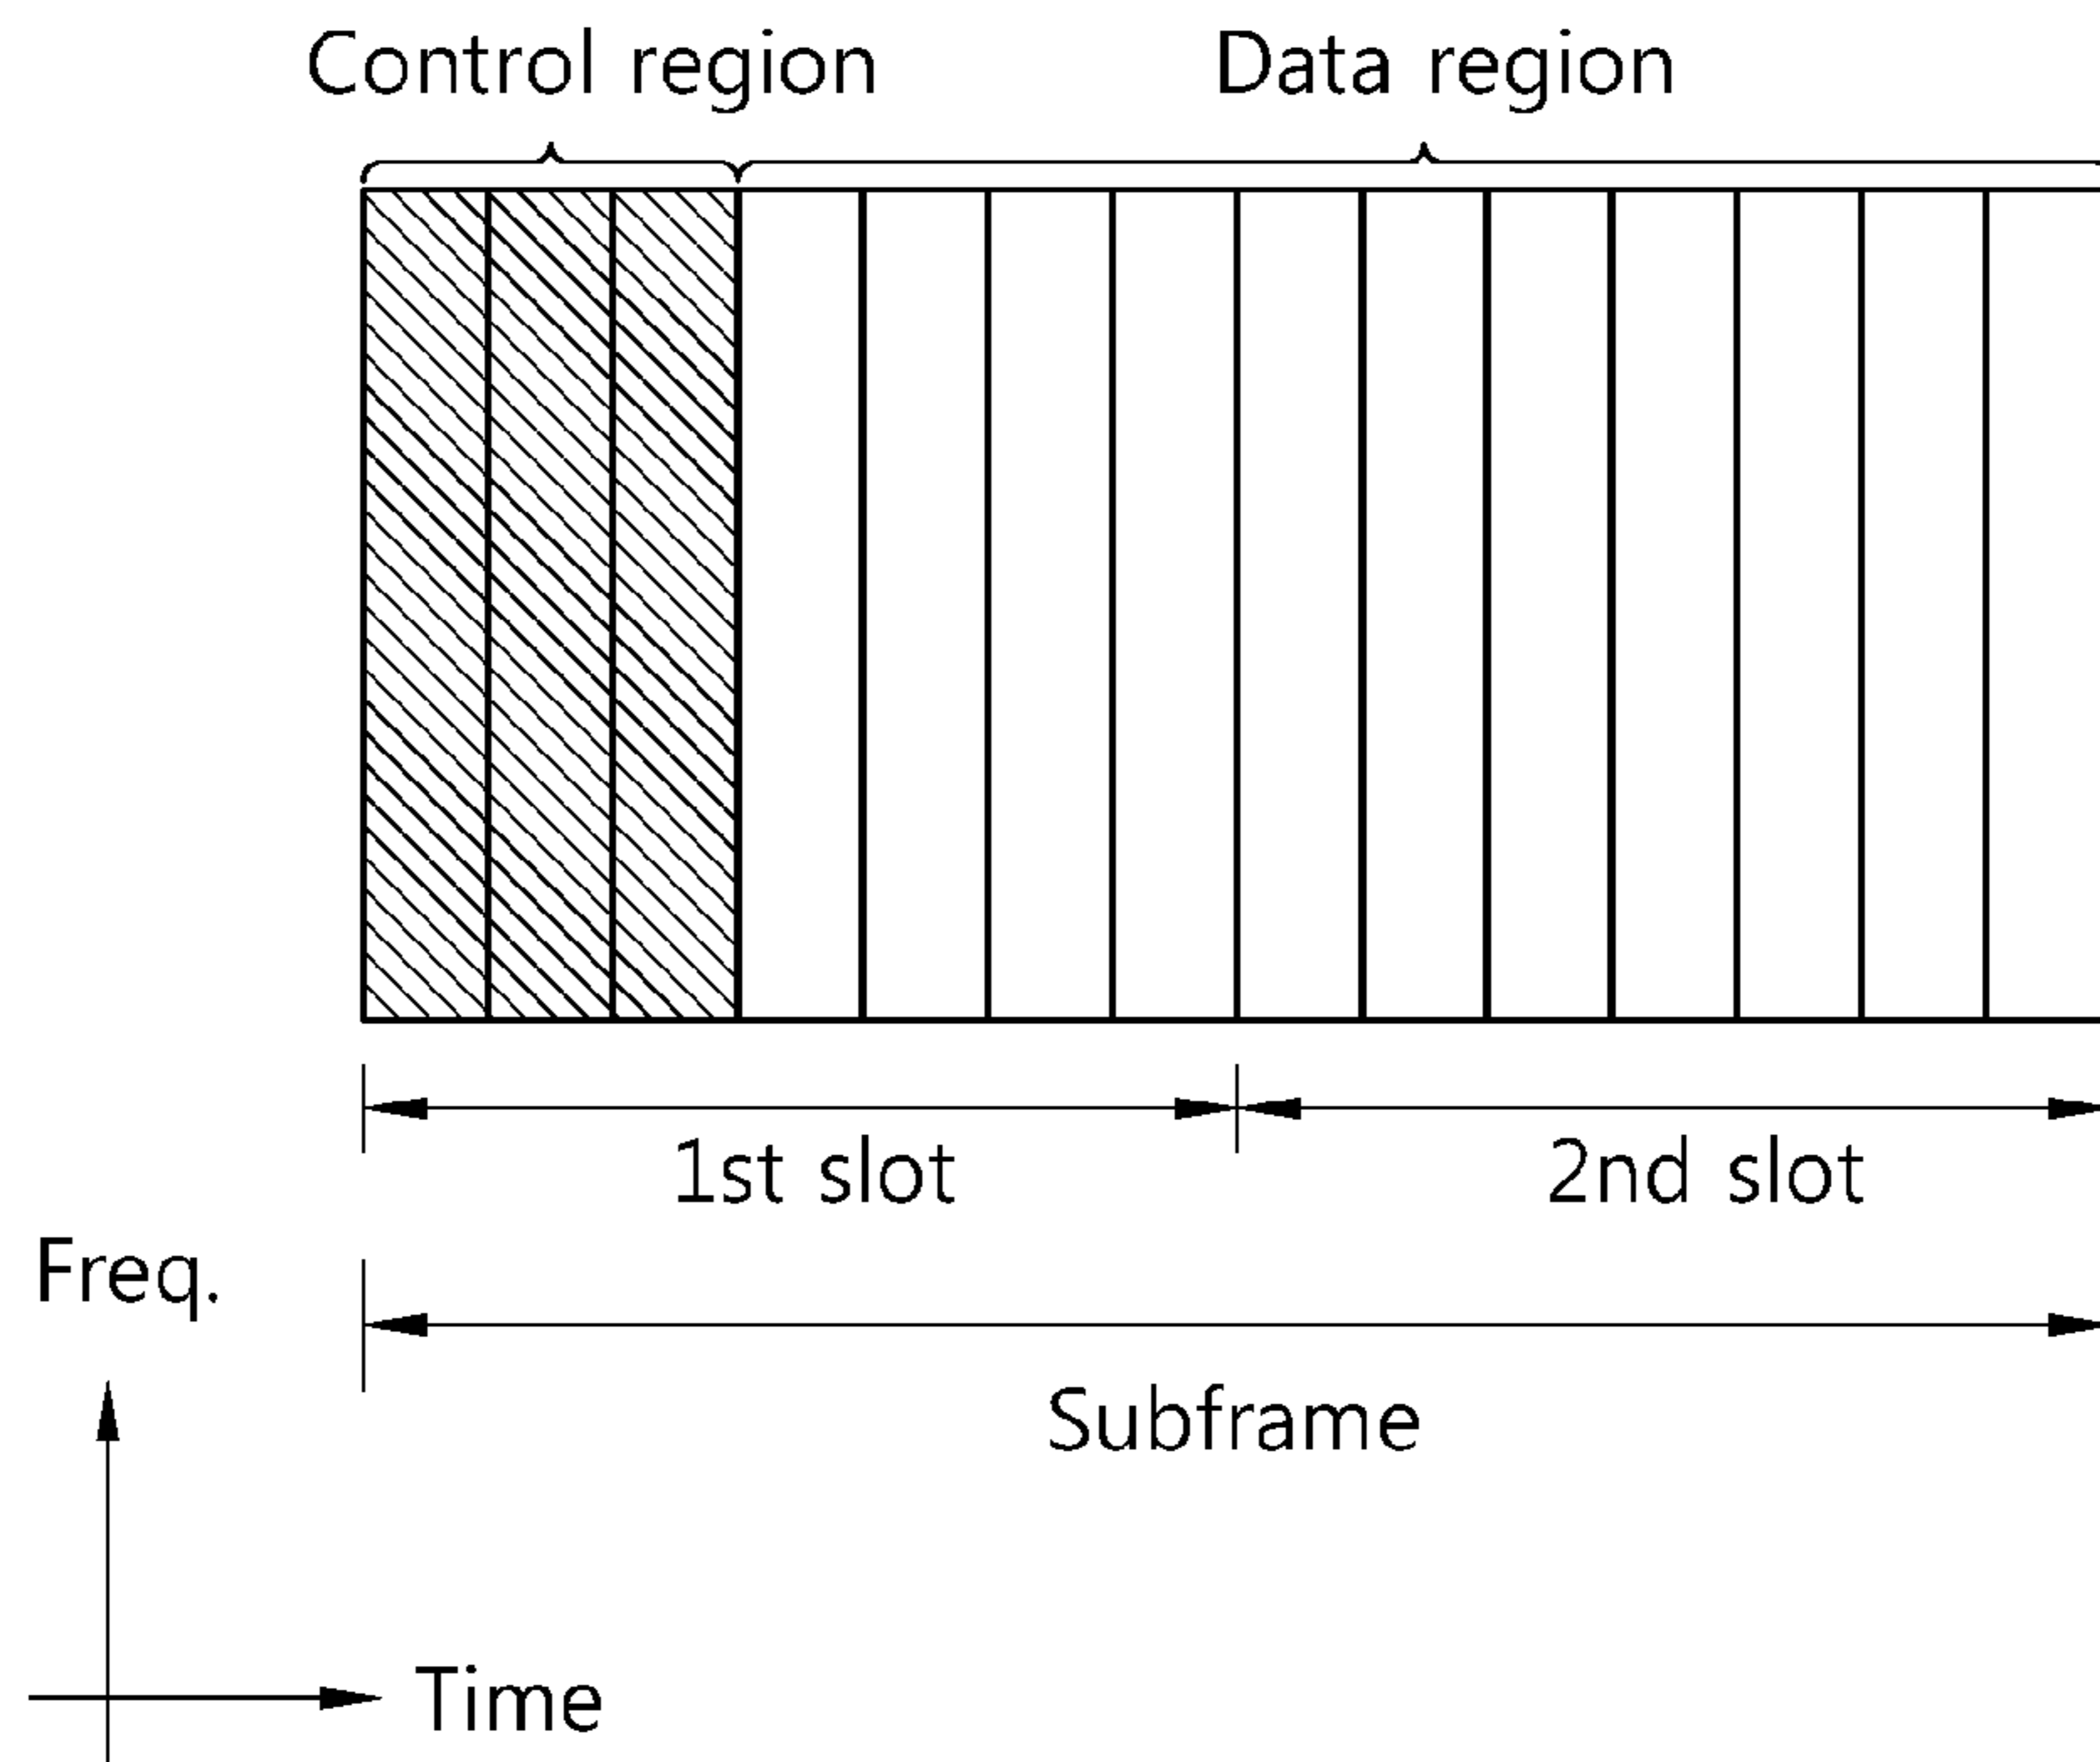 Control region Data region
1st slot 2nd slot
Freq.
Subframe
Time